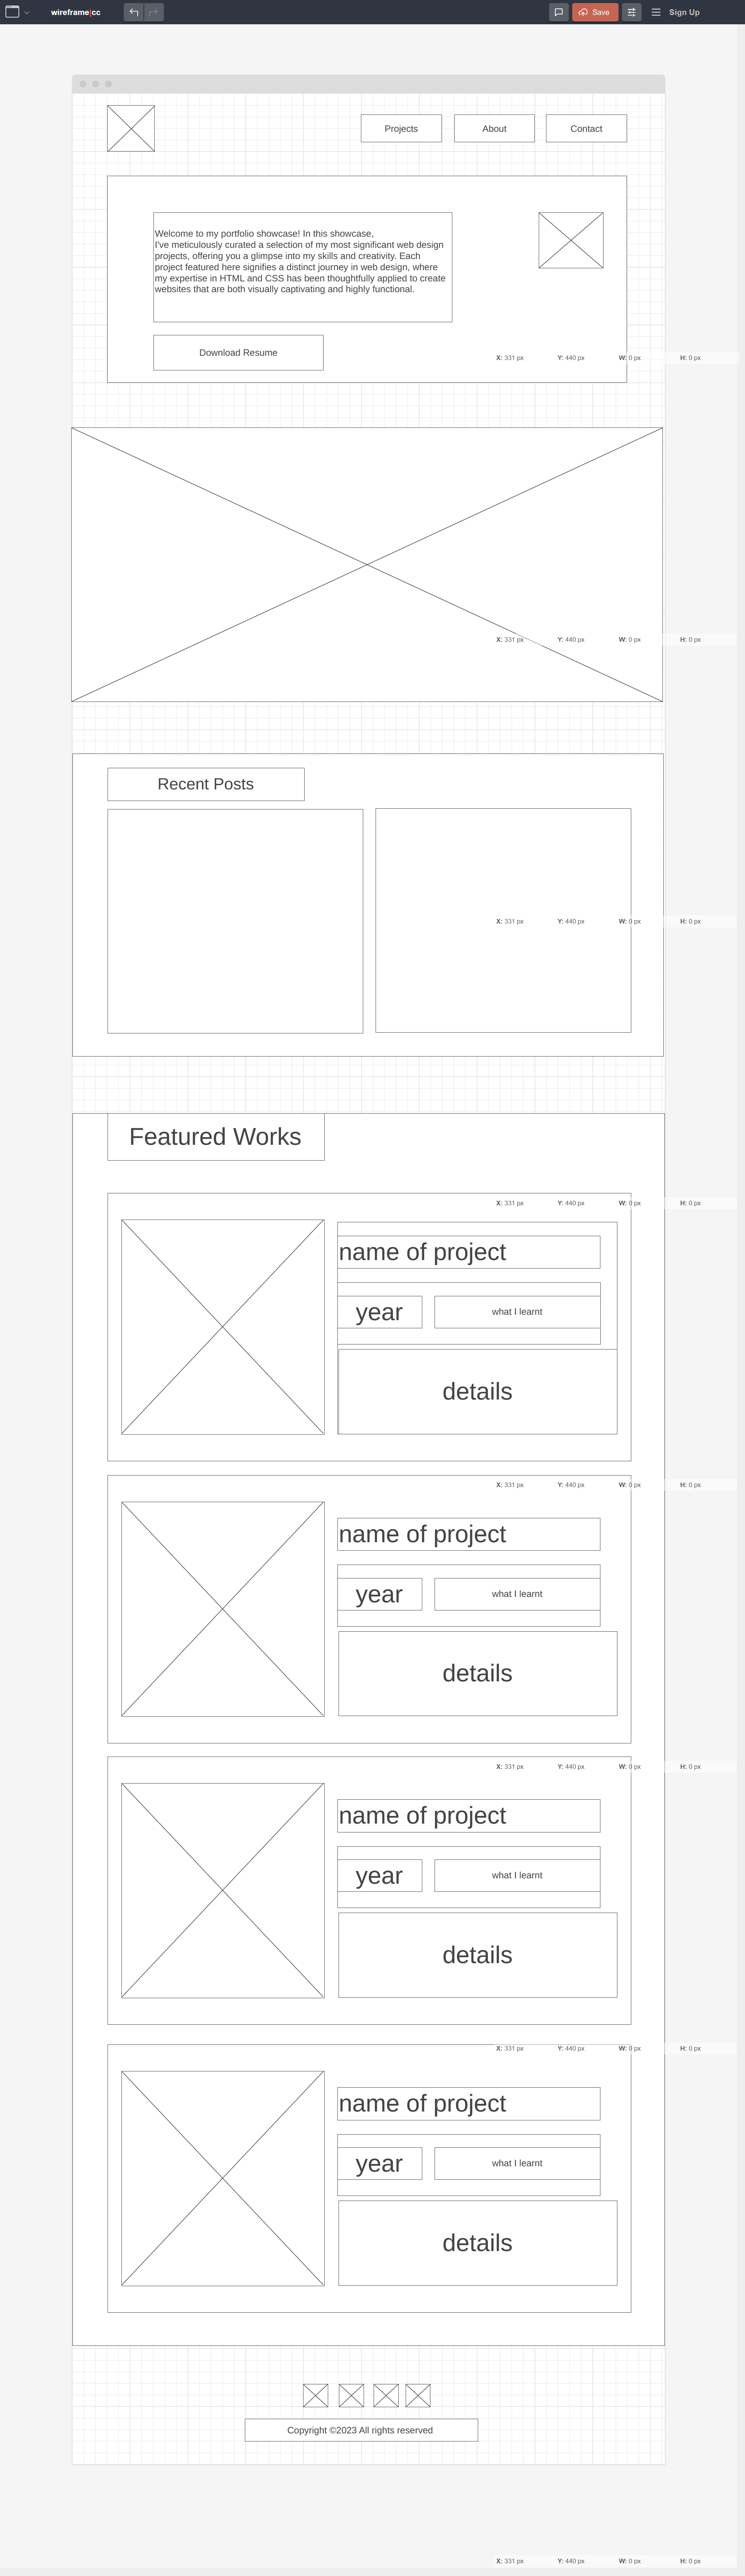 wireframe|cc
Save
Sign Up
Projects
About
Contact
Welcome to my portfolio showcase! In this showcase,
I've meticulously curated a selection of my most significant web design
projects, offering you a glimpse into my skills and creativity. Each
project featured here signifies a distinct journey in web design, where
my expertise in HTML and CSS has been thoughtfully applied to create
websites that are both visually captivating and highly functional.
Download Resume
X: 331 px Y: 440 px W: 0 px H: 0 px
X: 331 px Y: 440 px W: 0 px H: 0 px
Recent Posts
X: 331 px Y: 440 px W: 0 px H: 0 px
Featured Works
X: 331 px Y: 440 px W: 0 px H: 0 px
name of project
year
what I learnt
details
X: 331 px Y: 440 px W: 0 px H: 0 px
name of project
year
what I learnt
details
X: 331 px Y: 440 px W: 0 px H: 0 px
name of project
year
what I learnt
details
X: 331 px Y: 440 px W: 0 px H: 0 px
name of project
year
what I learnt
details
Copyright ©2023 All rights reserved
X: 331 px Y: 440 px W: 0 px H: 0 px